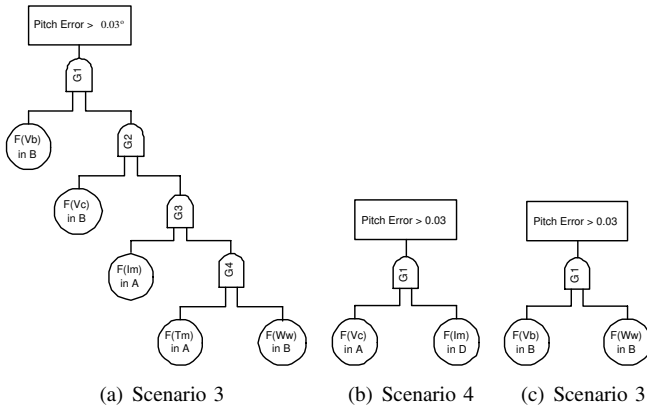 Pitch Error > 0.03°
G1
F(Vb)
in B
G2
F(Vc)
in B
G3
F(Im)
in A
G4
F(Tm)
in A
F(Ww)
in B
(a) Scenario 3
Pitch Error > 0.03
G1
F(Vc)
in A
F(Im)
in D
(b) Scenario 4
Pitch Error > 0.03
G1
F(Vb)
in B
F(Ww)
in B
(c) Scenario 3